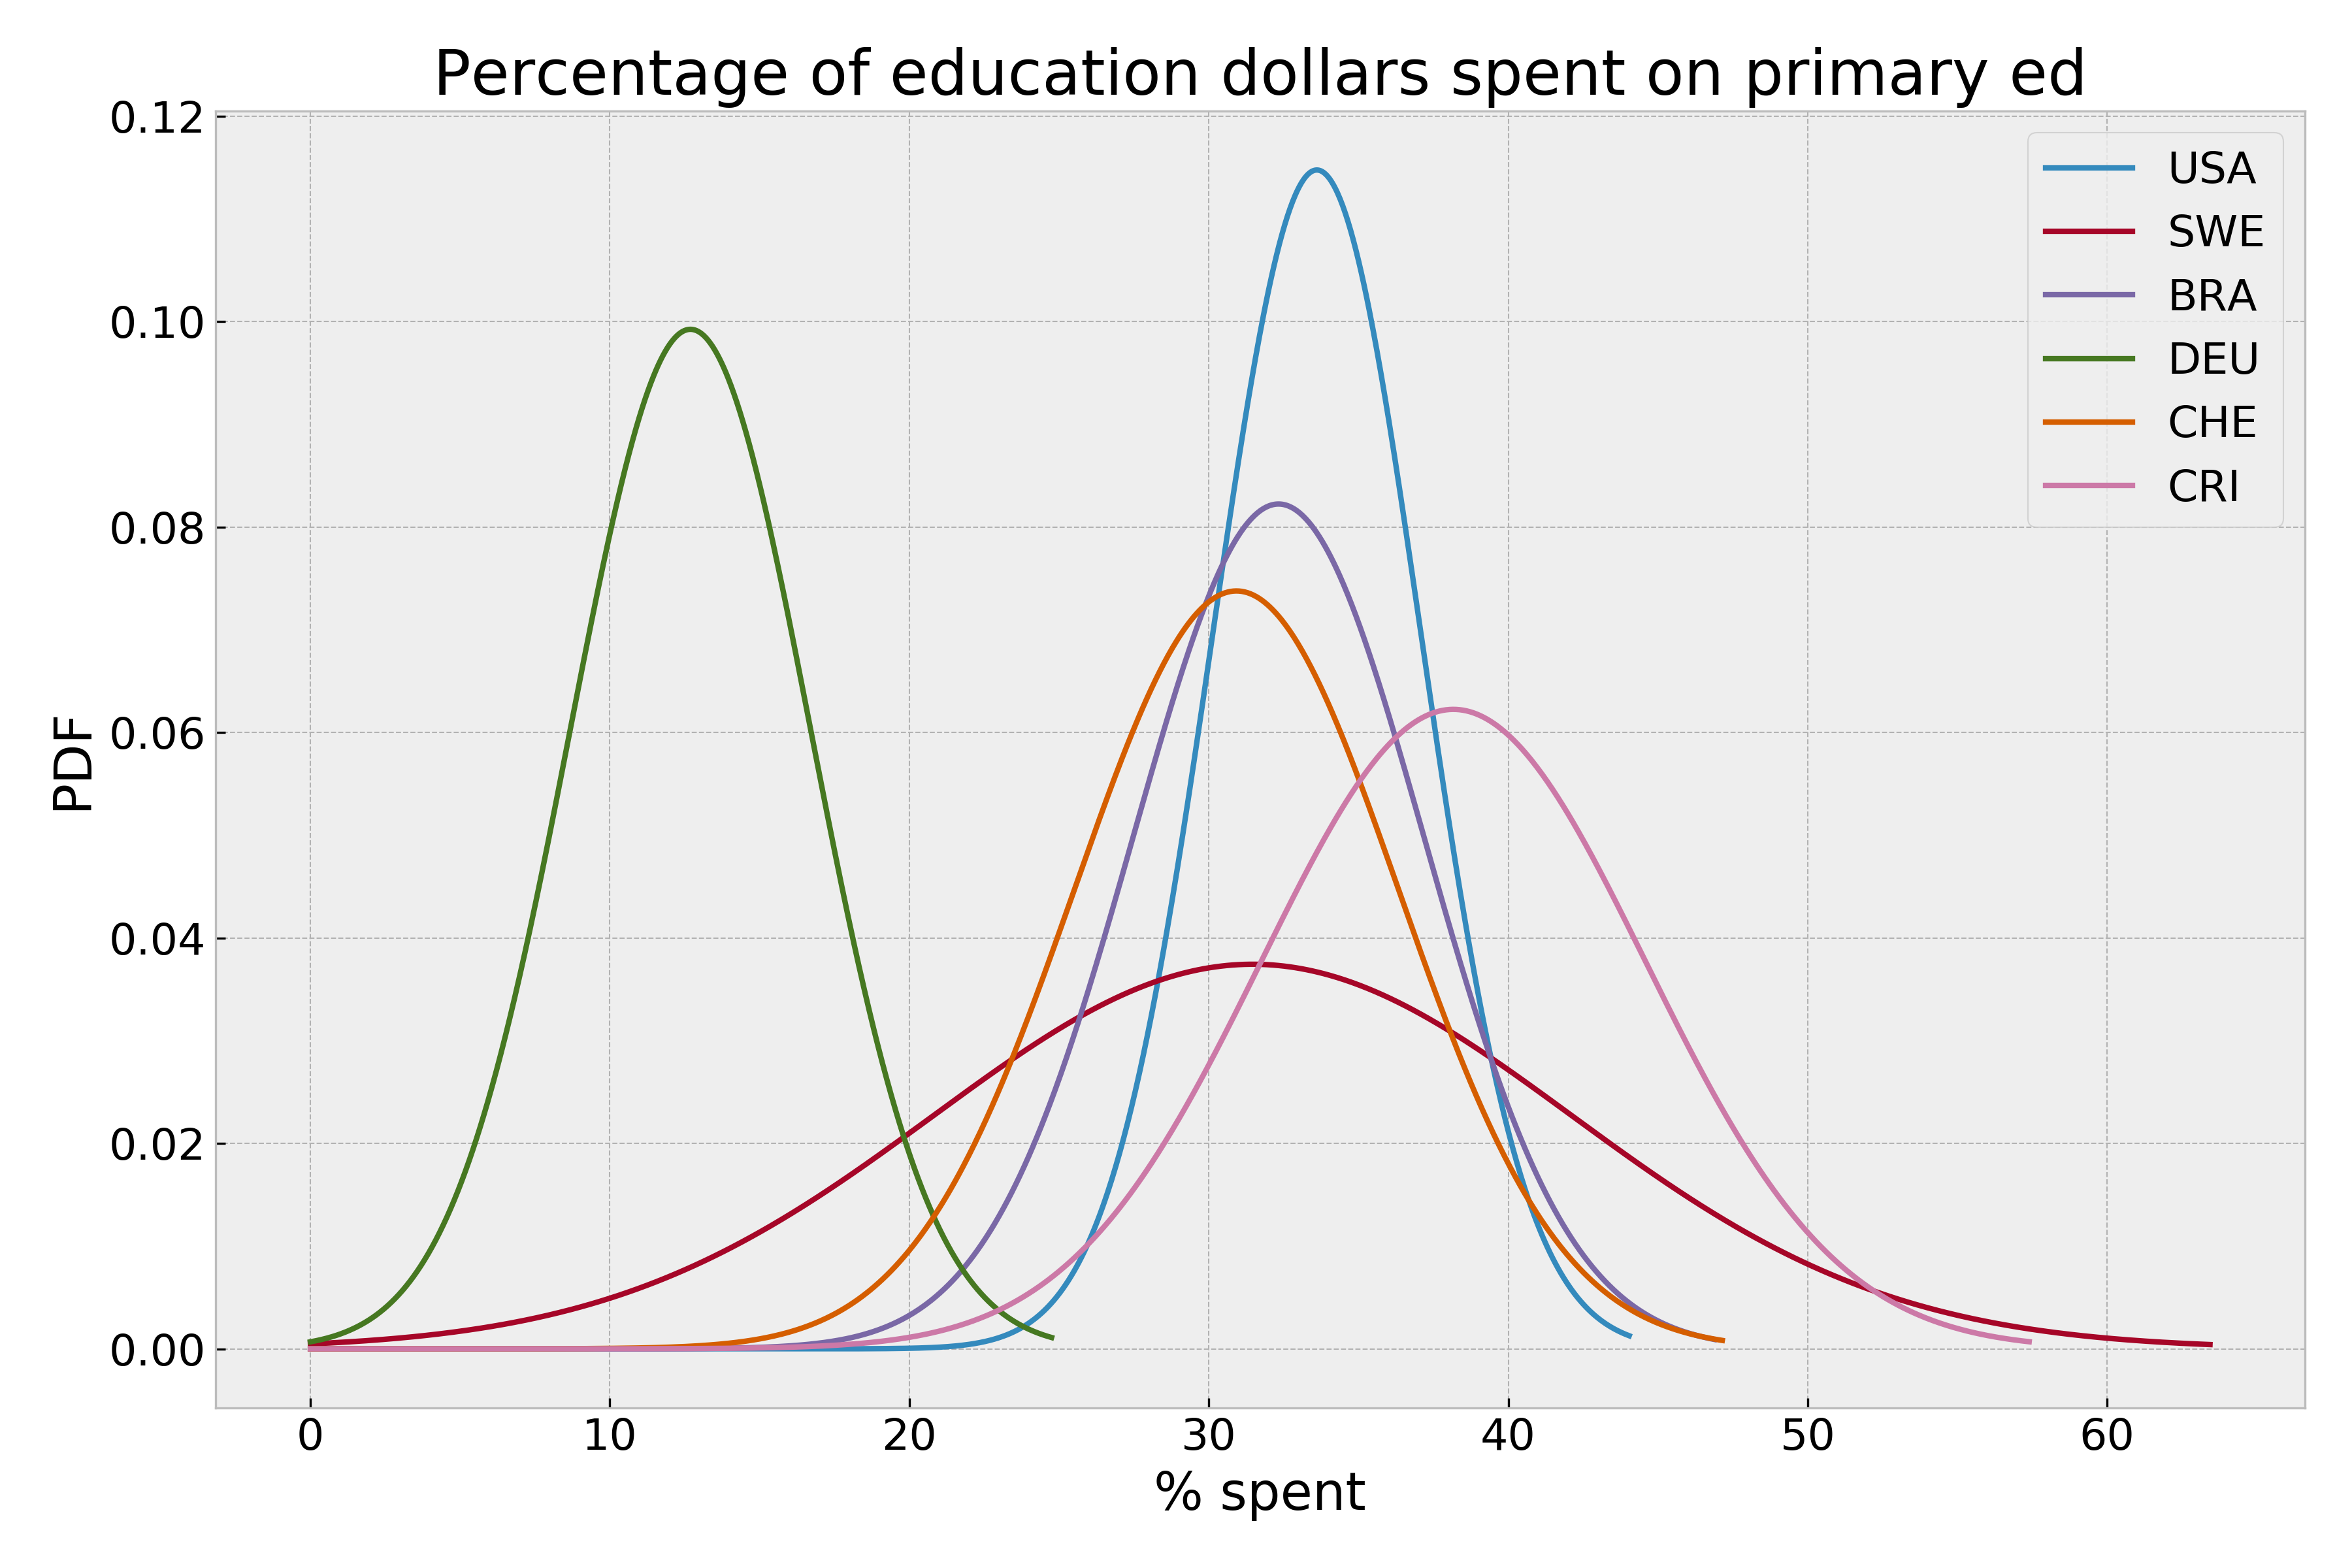 Percentage of education dollars spent on primary ed
0.12
0.10
0.08
0.06
0.04
0.02
0.00
PDF
USA
SWE
BRA
DEU
CHE
CRI
0 10 20 30 40 50 60
% spent